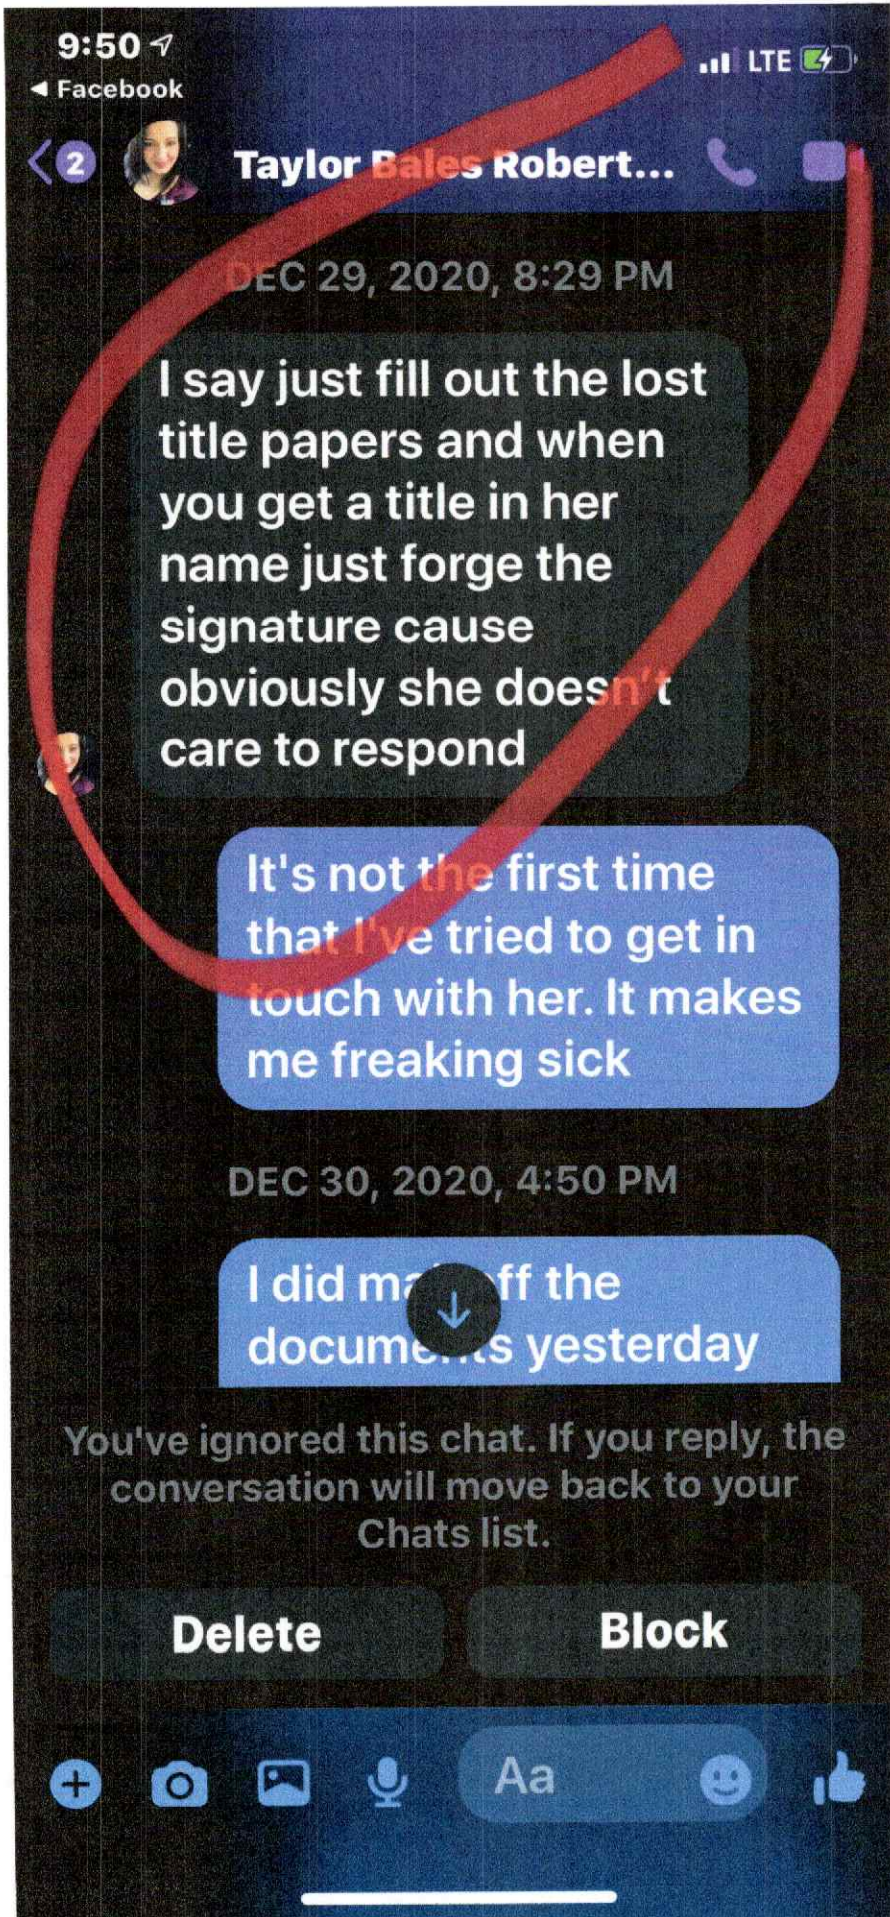 9:50
LTE
◀ Facebook
2
Taylor Bales Robert...
DEC 29, 2020, 8:29 PM
I say just fill out the lost
title papers and when
you get a title in her
name just forge the
signature cause
obviously she doesn't
care to respond
It's not the first time
that I've tried to get in
touch with her. It makes
me freaking sick
DEC 30, 2020, 4:50 PM
I did ff the
yesterday
You've ignored this chat. If you reply, the
conversation will move back to your
Chats list.
Delete
Block
Aa